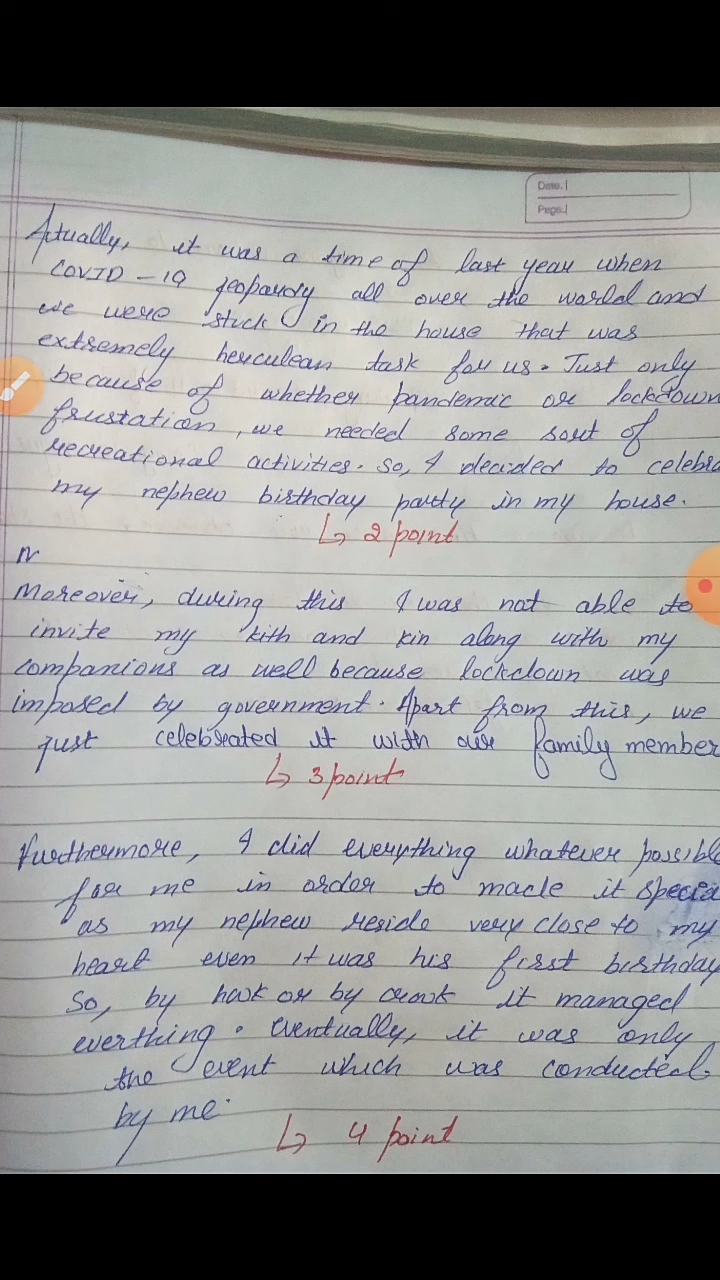 Date.
Page.
Actually, it was a time of last year when
COVID-19 jeopardy all over the world and
we were stuck in the house that was
extremely herculean task for us. Just only
because of whether pandemic or lockdown
frustation, we needed some sort of
recreational activities. So, I decided to celebra
my nephew birthday party in my house.
↳ 2 point
Moreover, during this I was not able to
invite my kith and kin along with my
companions as well because lockdown was
imposed by government. Apart from this, we
just celebrated it with our family member
↳ 3 point
Furthermore, I did everything whatever possible
for me in order to made it specia
as my nephew reside very close to my
heart even it was his first birthday
So, by hook or by crook it managed
everthing. eventually, it was only
the event which was conducted
by me.
↳ 4 point